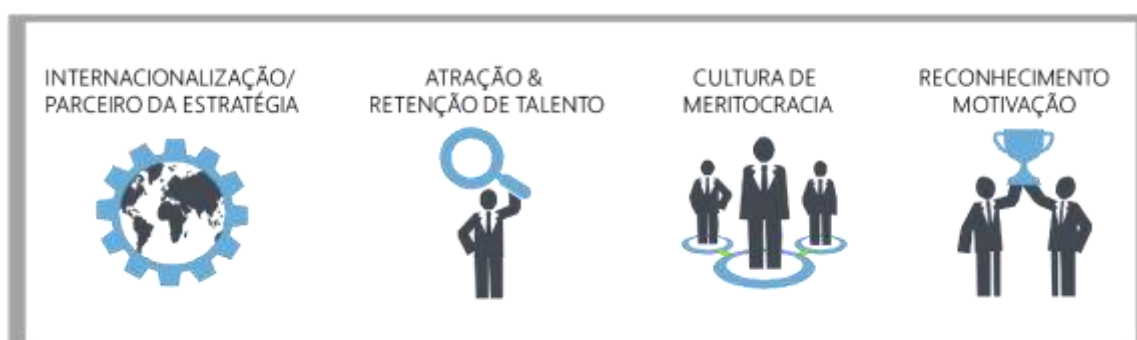 INTERNACIONALIZAÇÃO/
PARCEIRO DA ESTRATÉGIA
ATRAÇÃO &
RETENÇÃO DE TALENTO
CULTURA DE
MERITOCRACIA
RECONHECIMENTO
MOTIVAÇÃO